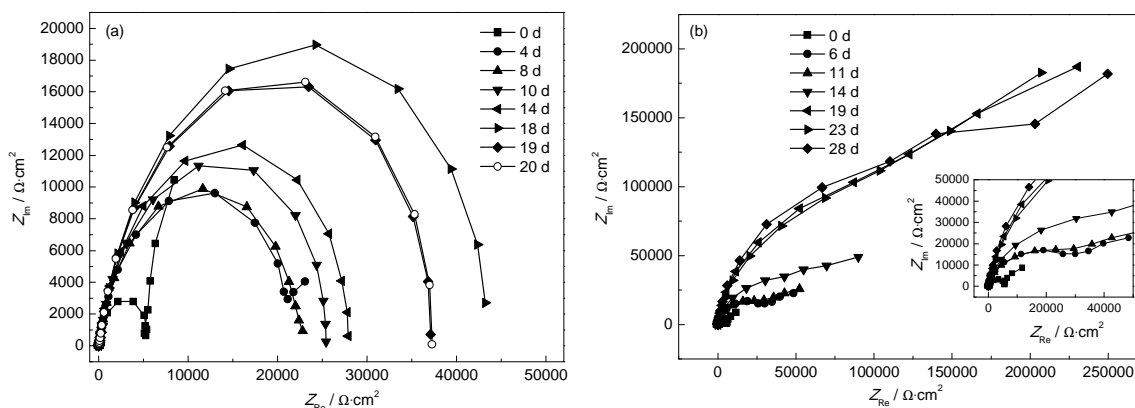 (a)
0 d
4 d
8 d
10 d
14 d
18 d
19 d
20 d
20000
18000
16000
14000
12000
10000
8000
6000
4000
2000
0
Z_Im / Ω·cm²
0 10000 20000 30000 40000 50000
Z_Re / Ω·cm²
(b)
0 d
6 d
11 d
14 d
19 d
23 d
28 d
200000
150000
100000
50000
0
Z_Im / Ω·cm²
0 50000 100000 150000 200000 250000
Z_Re / Ω·cm²
50000
40000
30000
20000
10000
0
Z_Im / Ω·cm²
0 20000 40000
Z_Re / Ω·cm²